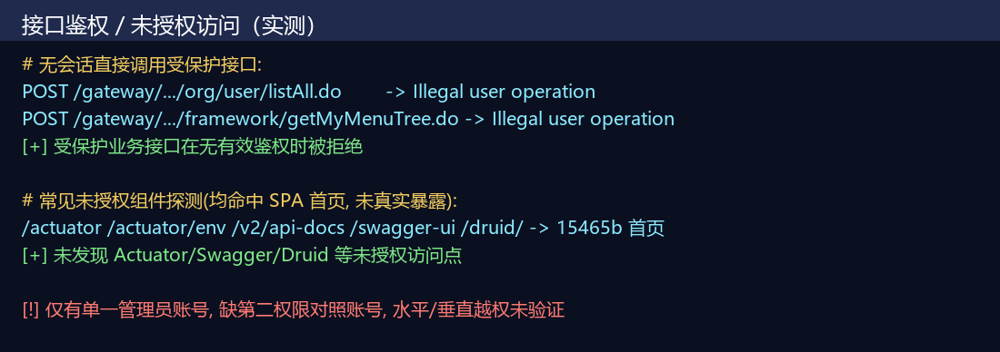 接口鉴权 / 未授权访问（实测）
# 无会话直接调用受保护接口:
POST /gateway/.../org/user/listAll.do -> Illegal user operation
POST /gateway/.../framework/getMyMenuTree.do -> Illegal user operation
[+] 受保护业务接口在无有效鉴权时被拒绝
# 常见未授权组件探测(均命中 SPA 首页, 未真实暴露):
/actuator /actuator/env /v2/api-docs /swagger-ui /druid/ -> 15465b 首页
[+] 未发现 Actuator/Swagger/Druid 等未授权访问点
[!] 仅有单一管理员账号, 缺第二权限对照账号, 水平/垂直越权未验证